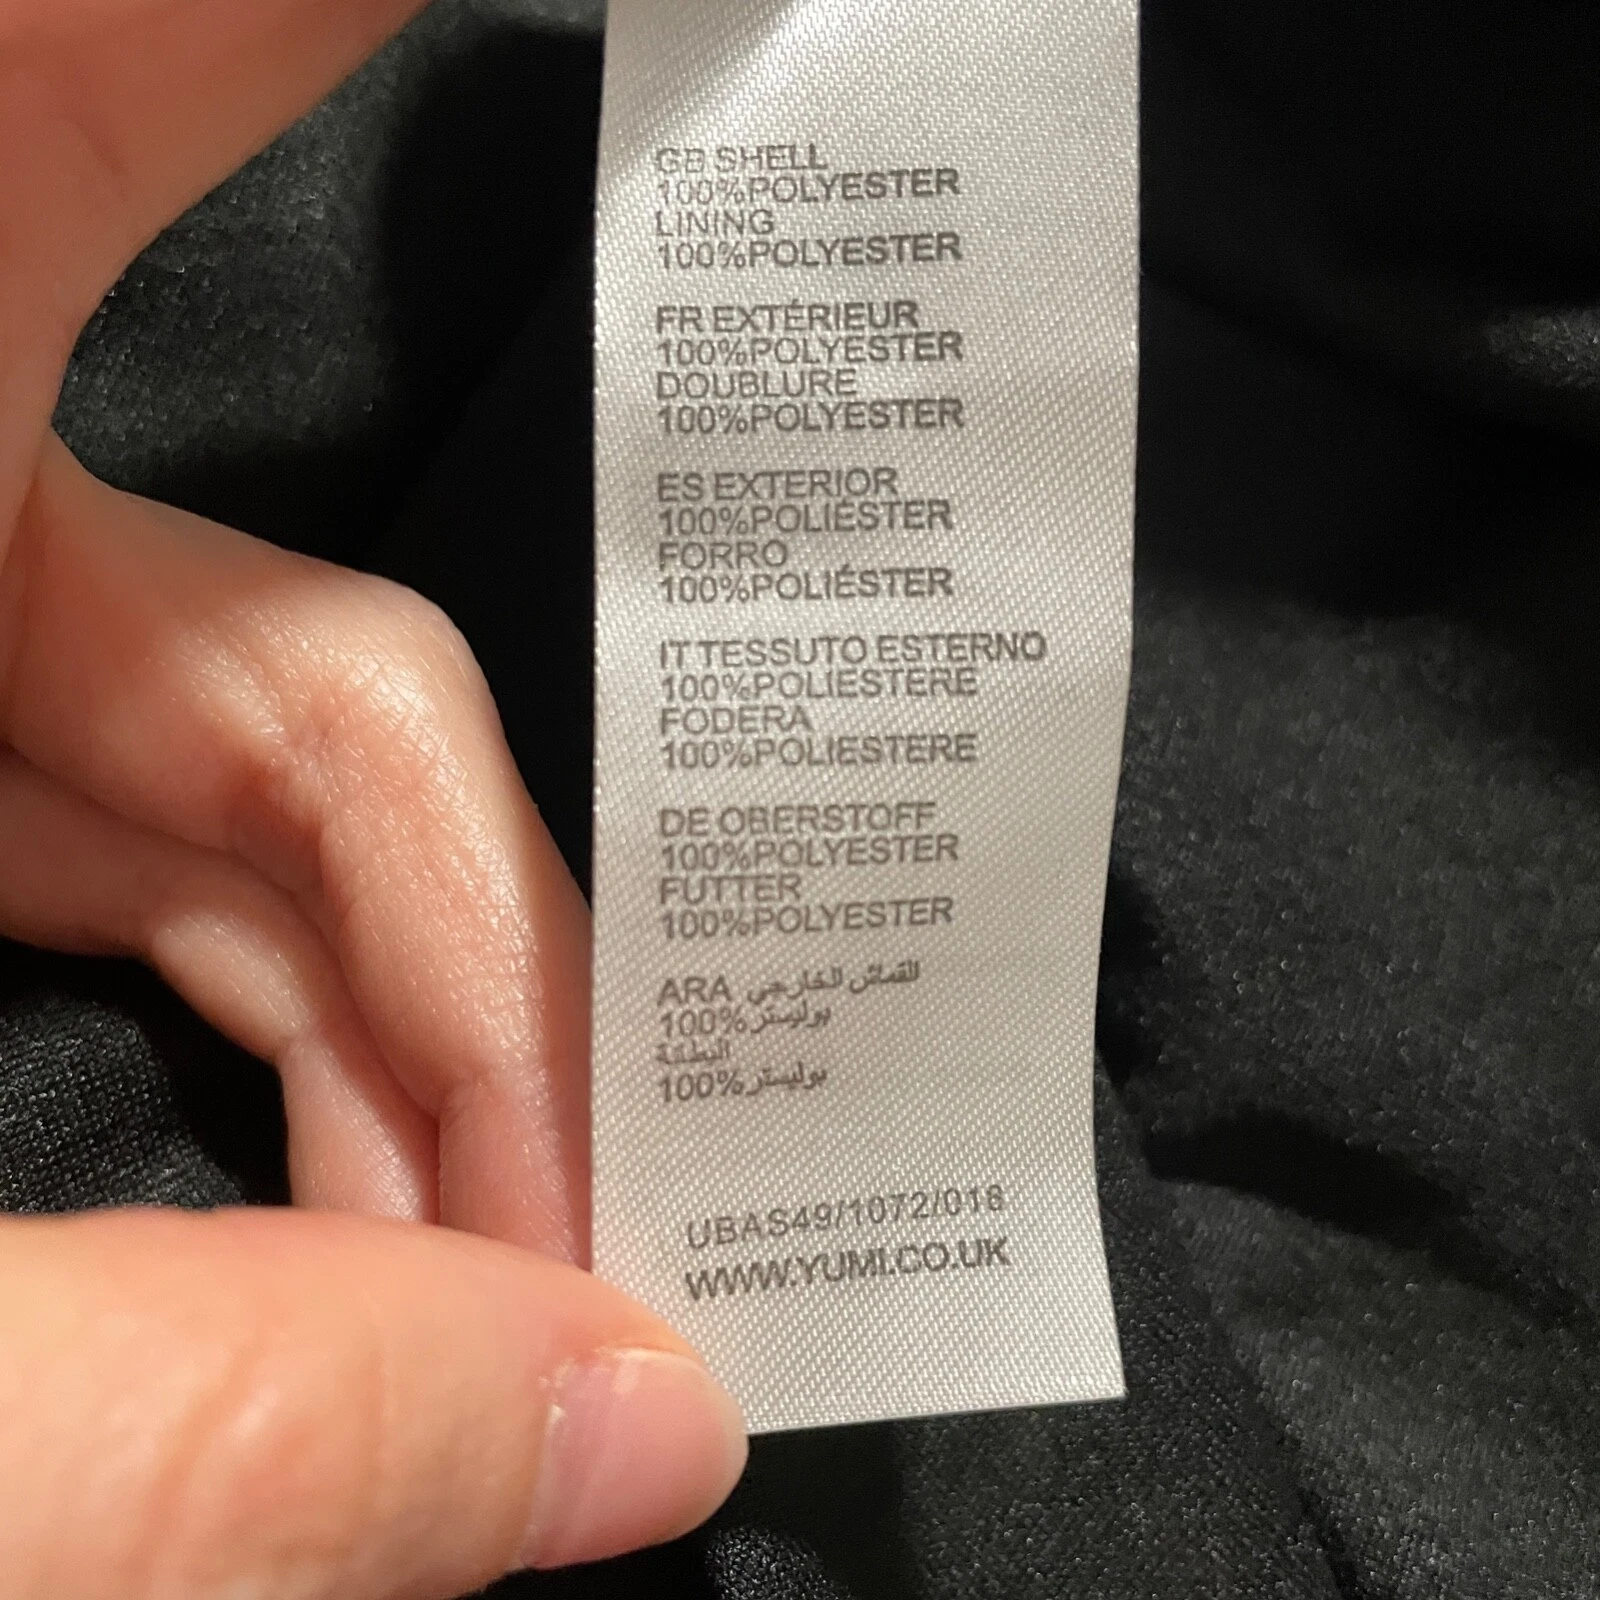 GB SHELL
100%POLYESTER
LINING
100%POLYESTER
FR EXTÉRIEUR
100%POLYESTER
DOUBLURE
100%POLYESTER
ES EXTERIOR
100%POLIÉSTER
FORRO
100%POLIÉSTER
IT TESSUTO ESTERNO
100%POLIESTERE
FODERA
100%POLIESTERE
DE OBERSTOFF
100%POLYESTER
FUTTER
100%POLYESTER
ARA القماش الخارجي
100% بوليستر
البطانة
100% بوليستر
UBAS49/1072/018
WWW.YUMI.CO.UK